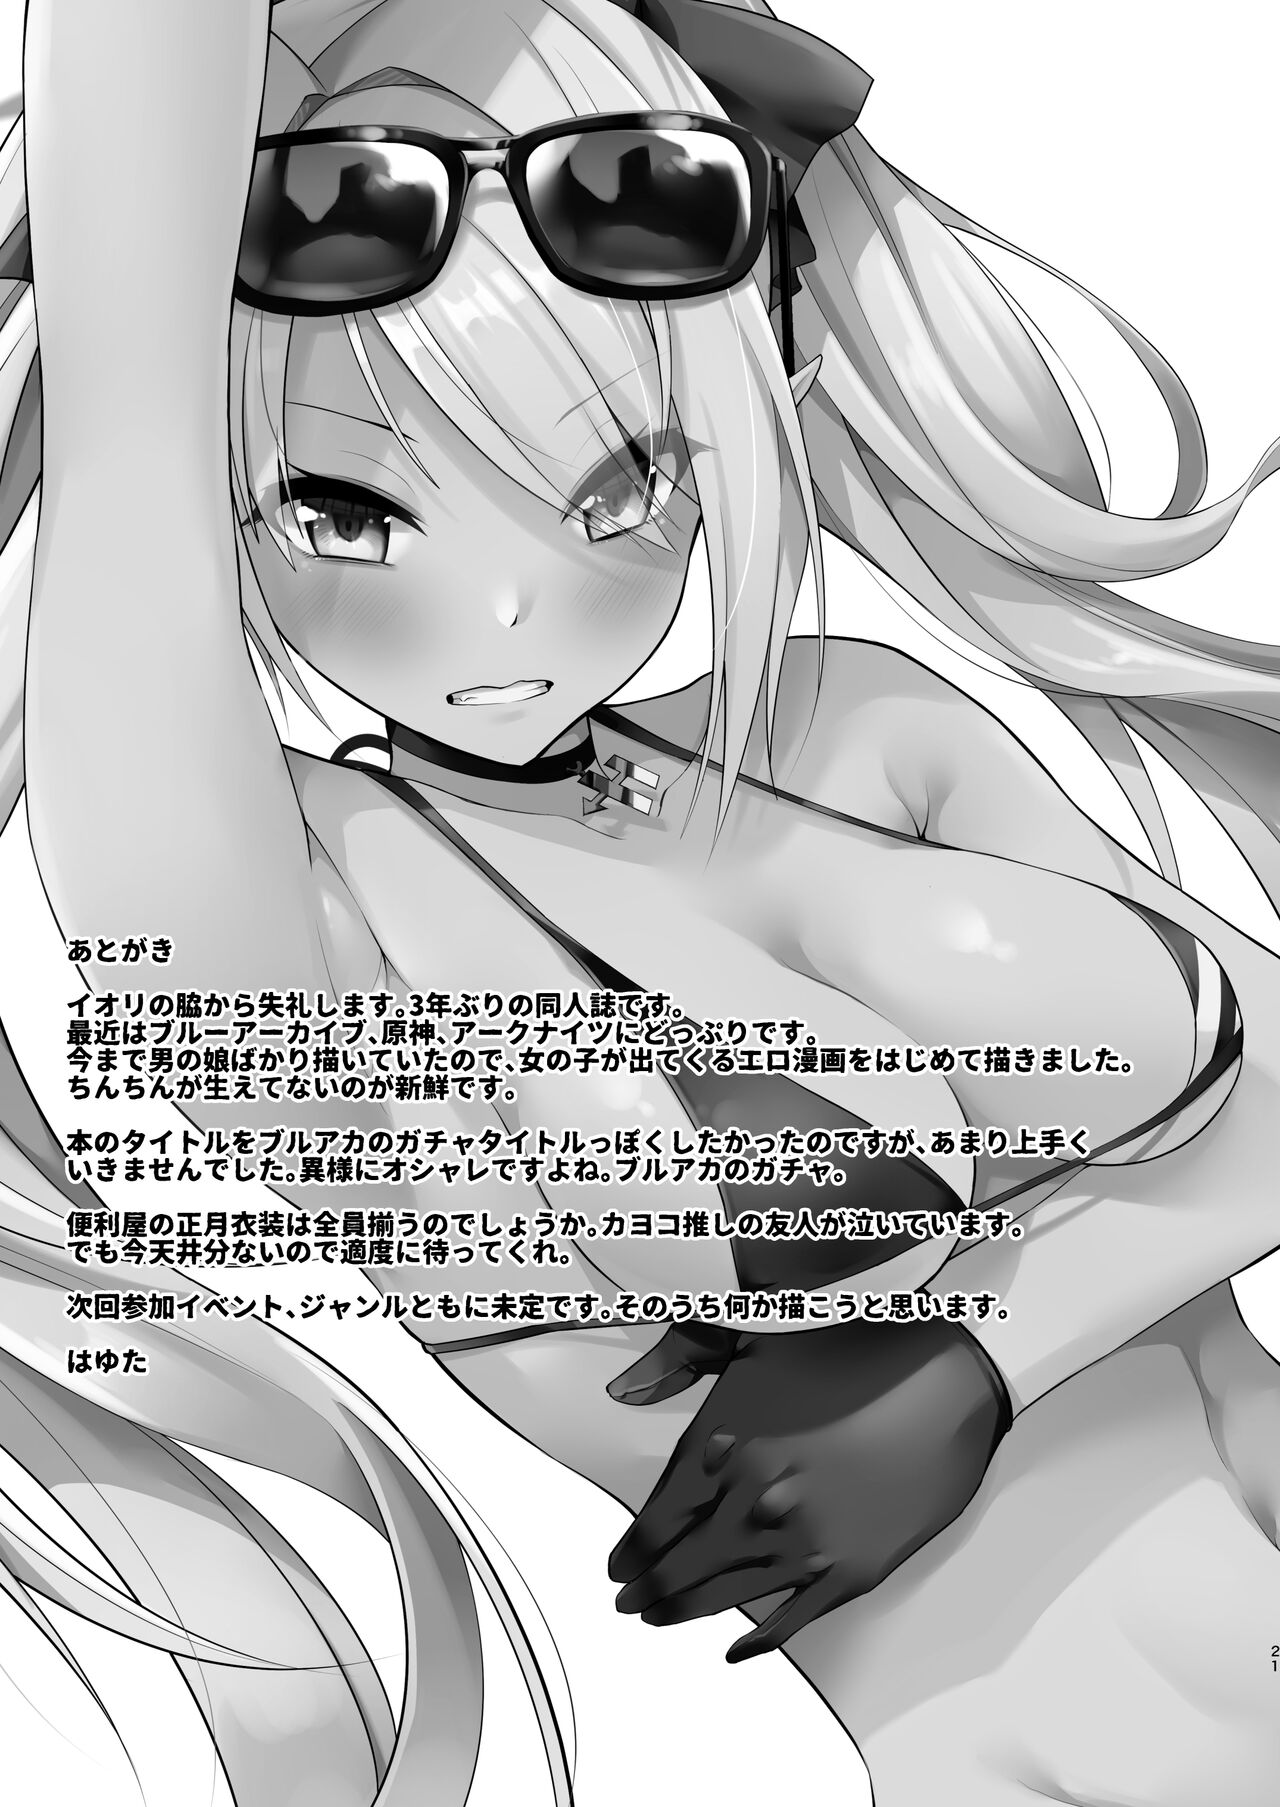 あとがき
イオリの脇から失礼します。3年ぶりの同人誌です。
最近はブルーアーカイブ、原神、アークナイツにどっぷりです。
今まで男の娘ばかり描いていたので、女の子が出てくるエロ漫画をはじめて描きました。
ちんちんが生えてないのが新鮮です。
本のタイトルをブルアカのガチャタイトルっぽくしたかったのですが、あまり上手く
いきませんでした。異様にオシャレですよね。ブルアカのガチャ。
便利屋の正月衣装は全員揃うのでしょうか。カヨコ推しの友人が泣いています。
でも今天井分ないので適度に待ってくれ。
次回参加イベント、ジャンルともに未定です。そのうち何か描こうと思います。
はゆた
21